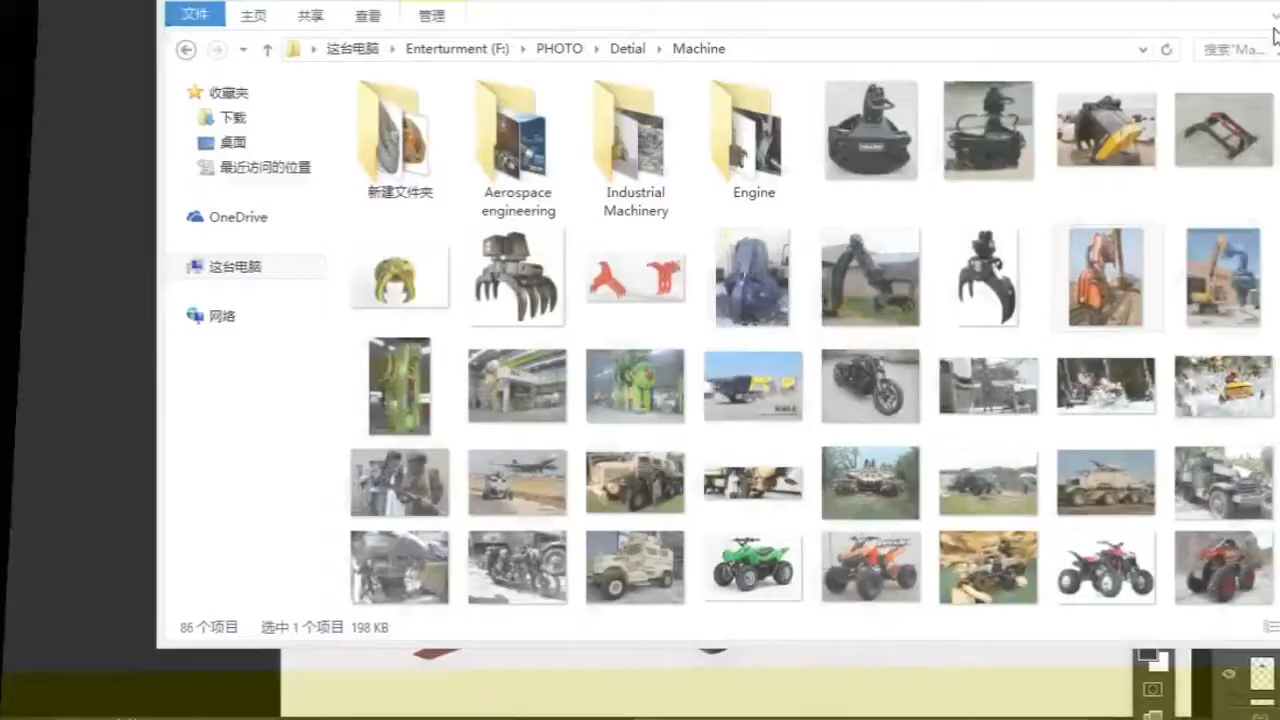 文件 主页 共享 查看 管理
这台电脑 Enterturment (F:) PHOTO Detial Machine 搜索"Ma...
收藏夹
下载
桌面
最近访问的位置
OneDrive
这台电脑
网络
新建文件夹
Aerospace engineering
Industrial Machinery
Engine
86 个项目 选中 1 个项目 198 KB